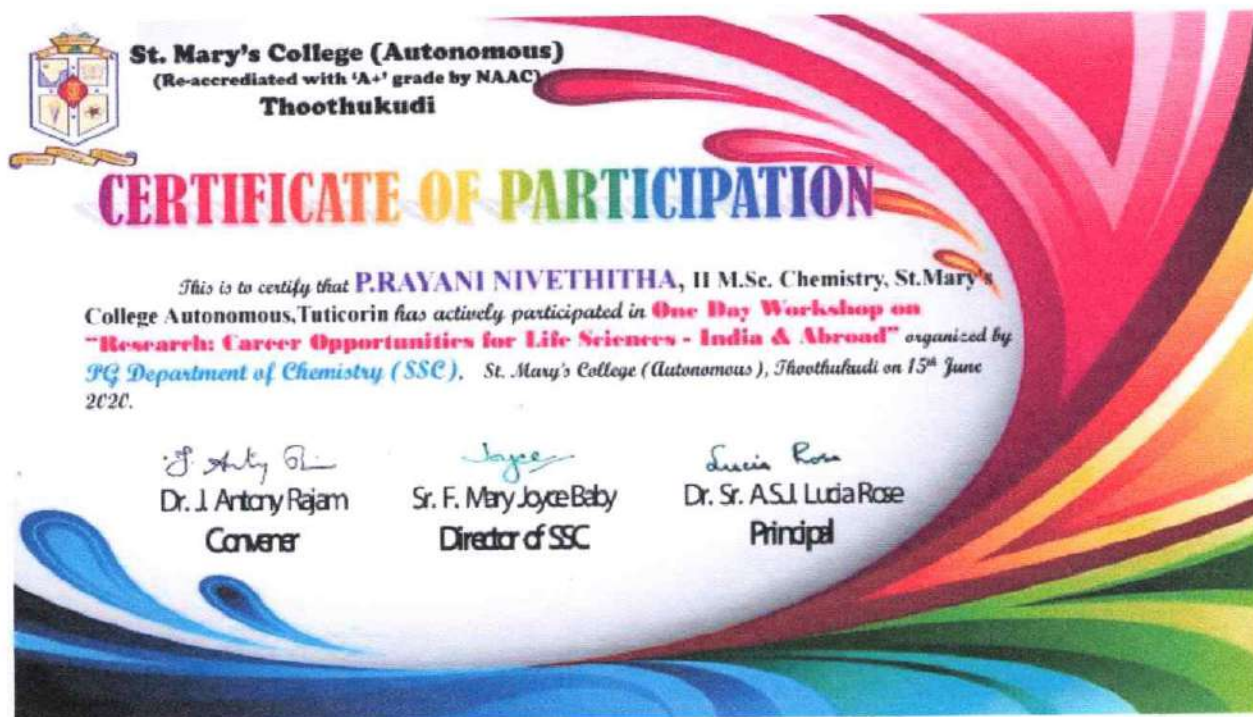 St. Mary's College (Autonomous)
(Re-accrediated with 'A+' grade by NAAC)
Thoothukudi
CERTIFICATE OF PARTICIPATION
This is to certify that P.RAYANI NIVETHITHA, II M.Sc. Chemistry, St.Mary's
College Autonomous,Tuticorin has actively participated in One Day Workshop on
"Research: Career Opportunities for Life Sciences - India & Abroad" organized by
PG Department of Chemistry (SSC), St. Mary's College (Autonomous), Thoothukudi on 15th June
2020.
Joyce Lucia Rose
Dr. J. Antony Rajam Sr. F. Mary Joyce Baby Dr. Sr. A.S.J. Lucia Rose
Convener Director of SSC Principal